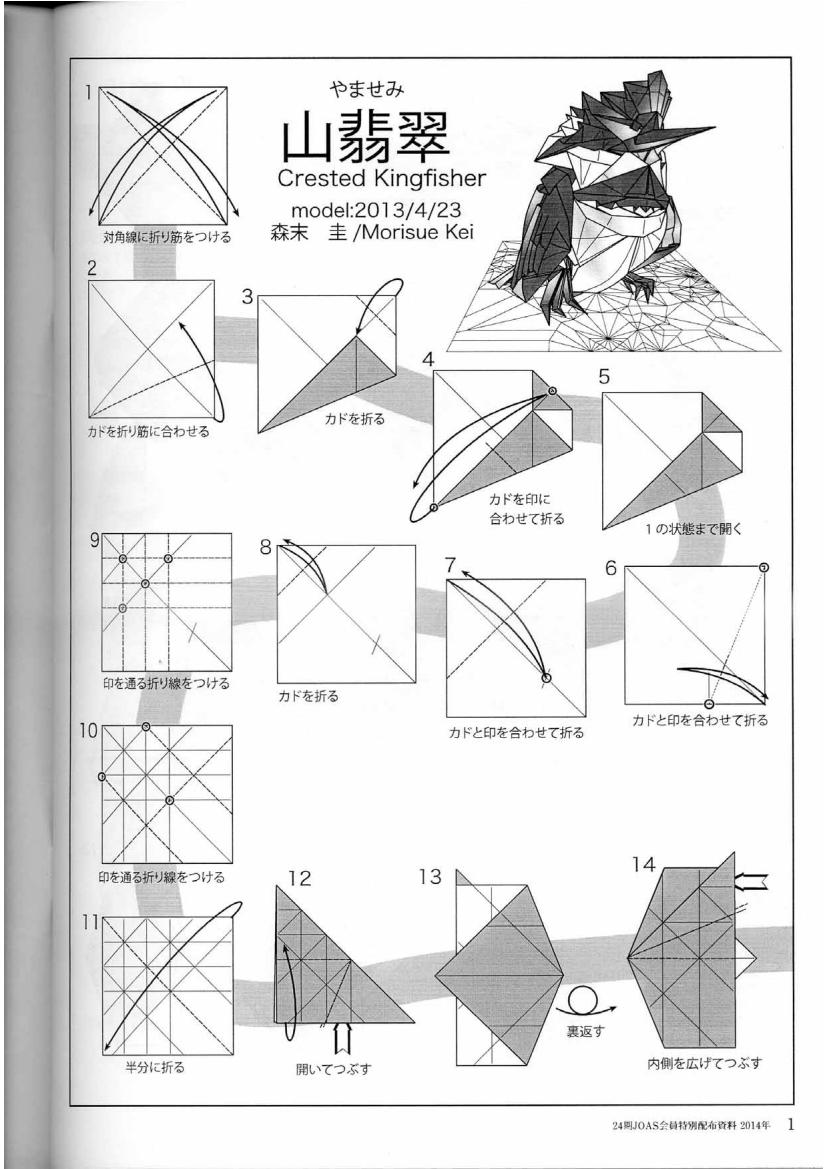 やませみ
山翡翠
Crested Kingfisher
model:2013/4/23
森末　圭 /Morisue Kei
1
対角線に折り筋をつける
2
カドを折り筋に合わせる
3
カドを折る
4
カドを印に
合わせて折る
5
1の状態まで開く
6
カドと印を合わせて折る
7
カドと印を合わせて折る
8
カドを折る
9
印を通る折り線をつける
10
印を通る折り線をつける
11
半分に折る
12
開いてつぶす
13
裏返す
14
内側を広げてつぶす
24期JOAS会員特別配布資料 2014年　1